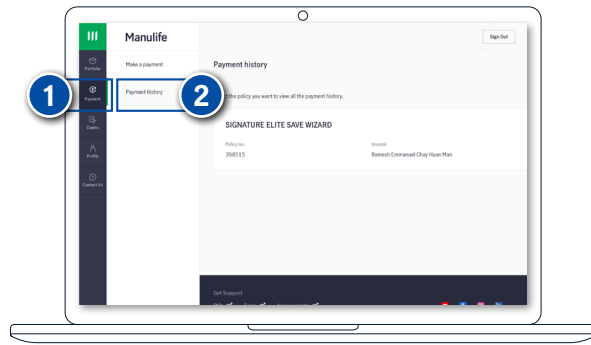 Manulife
Sign Out
Portfolio
Payment
Claims
Profile
Contact Us
Make a payment
Payment history
1
2
Payment history
the policy you want to view all the payment history.
SIGNATURE ELITE SAVE WIZARD
Policy no.
Insured
358515
Ramesh Emmanuel Chay Huan Man
Get Support